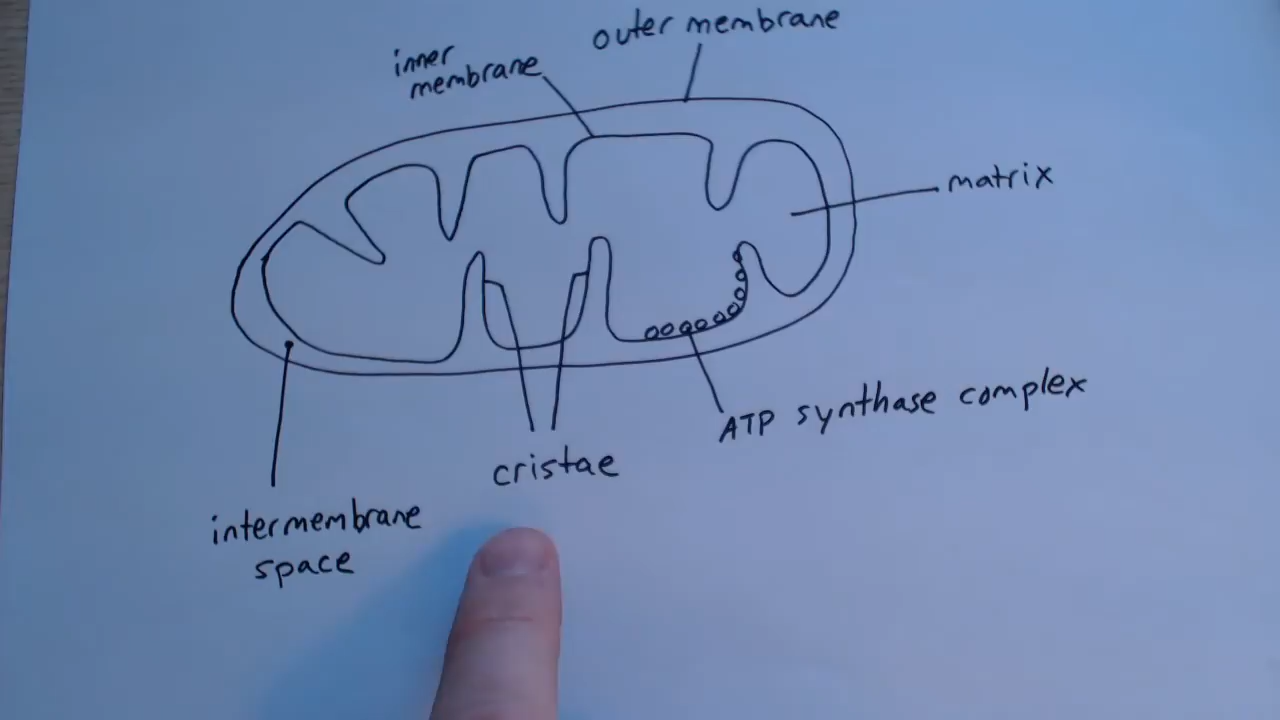 outer membrane
inner
membrane
matrix
ATP synthase complex
cristae
intermembrane
space